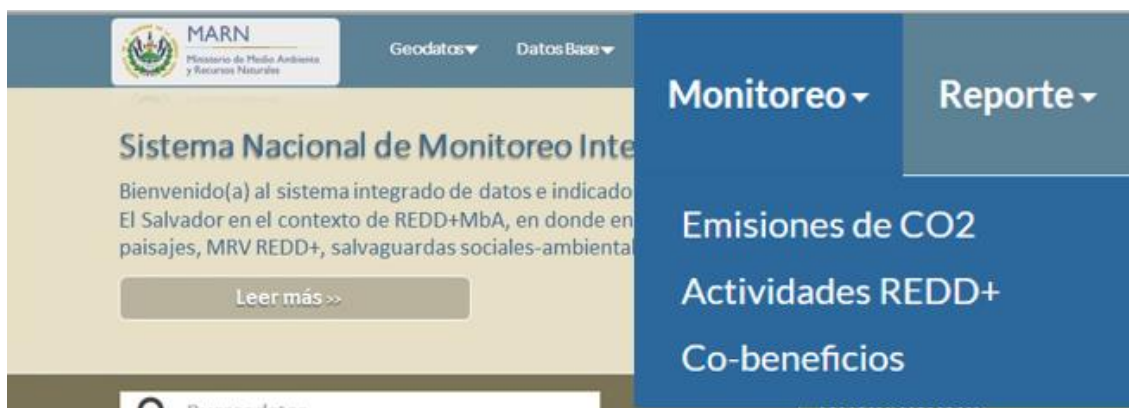 MARN
Ministerio de Medio Ambiente
y Recursos Naturales
Geodatos
Datos Base
Monitoreo
Reporte
Sistema Nacional de Monitoreo Inte
Bienvenido(a) al sistema integrado de datos e indicado
El Salvador en el contexto de REDD+MbA, en donde en
paisajes, MRV REDD+, salvaguardas sociales-ambiental
Leer más >>
Emisiones de CO2
Actividades REDD+
Co-beneficios